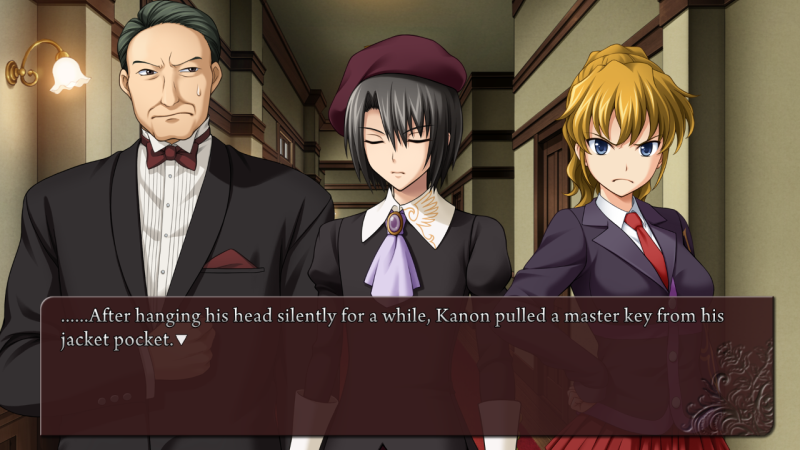 ......After hanging his head silently for a while, Kanon pulled a master key from his
jacket pocket.▼